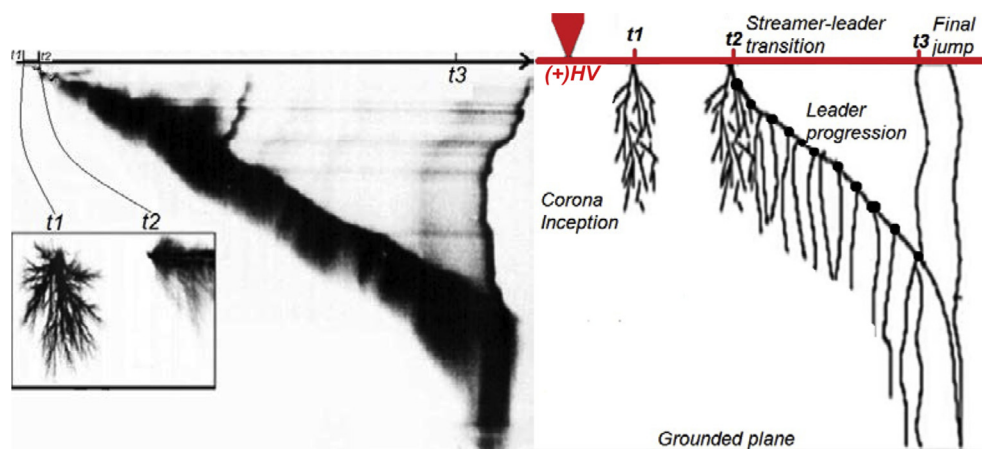 t1
t2
t3
t1
t2
t1
t2
Streamer-leader
transition
t3
Final
jump
(+)HV
Leader
progression
Corona
Inception
Grounded plane